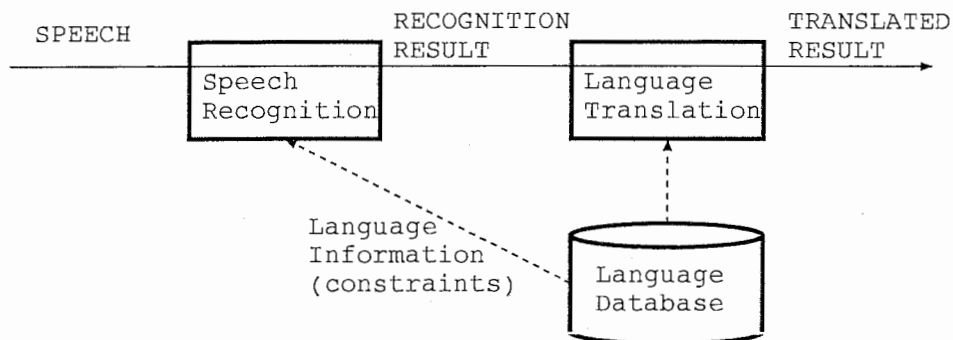 SPEECH
RECOGNITION
RESULT
TRANSLATED
RESULT
Speech
Recognition
Language
Translation
Language
Information
(constraints)
Language
Database